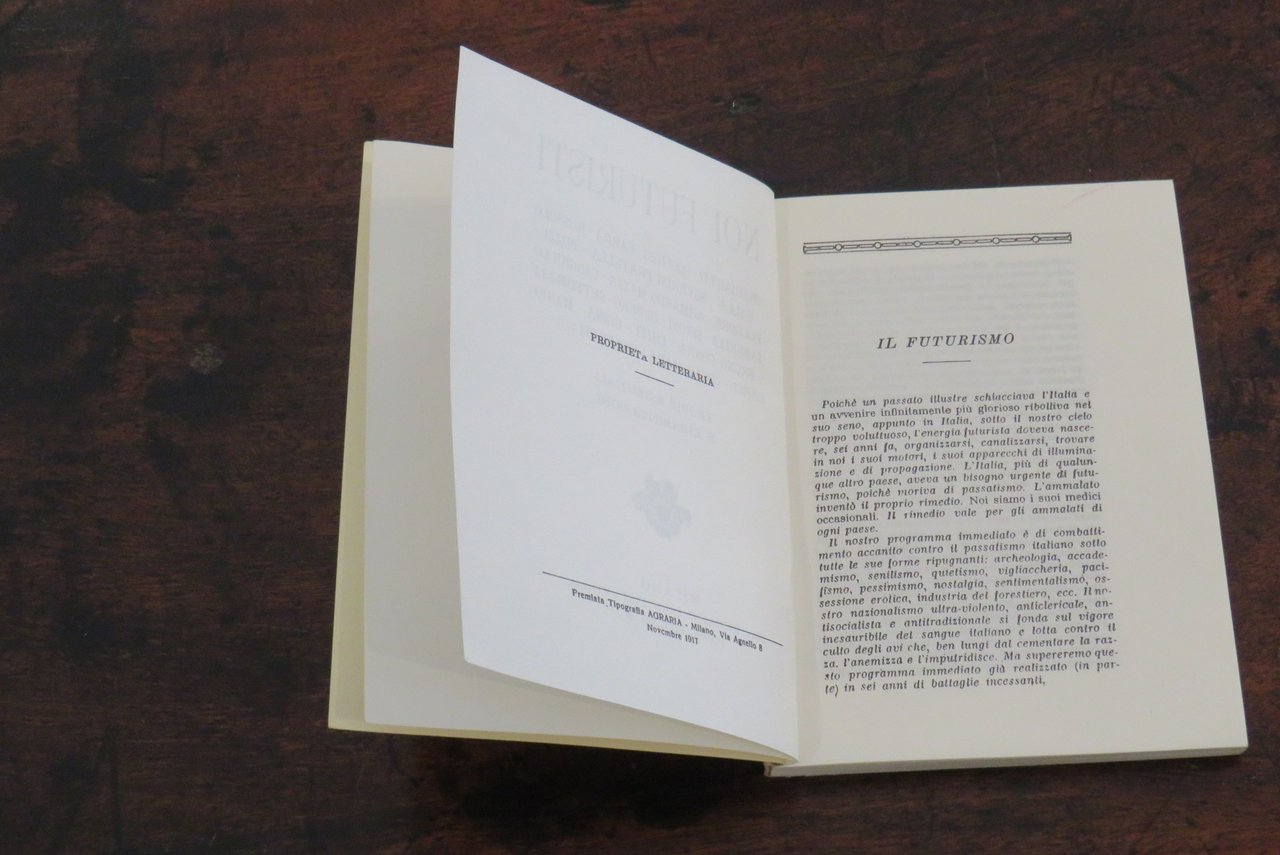 NOI FUTURISTI
PROPRIETA LETTERARIA
Premiata Tipografia AGRARIA - Milano, Via Agnello 8
Novembre 1917
IL FUTURISMO
Poichè un passato illustre schiacciava l'Italia e
un avvenire infinitamente più glorioso ribolliva nel
suo seno, appunto in Italia, sotto il nostro cielo
troppo voluttuoso, l'energia futurista doveva nasce-
re, sei anni fa, organizzarsi, canalizzarsi, trovare
in noi i suoi motori, i suoi apparecchi di illumina-
zione e di propagazione. L'Italia, più di qualun-
que altro paese, aveva un bisogno urgente di futu-
rismo, poichè moriva di passatismo. L'ammalato
inventò il proprio rimedio. Noi siamo i suoi medici
occasionali. Il rimedio vale per gli ammalati di
ogni paese.
Il nostro programma immediato è di combatti-
mento accanito contro il passatismo italiano sotto
tutte le sue forme ripugnanti: archeologia, accade-
mismo, senilismo, quietismo, vigliaccheria, paci-
fismo, pessimismo, nostalgia, sentimentalismo, os-
sessione erotica, industria del forestiero, ecc. Il no-
stro nazionalismo ultra-violento, anticlericale, an-
tisocialista e antitradizionale si fonda sul vigore
inesauribile del sangue italiano e lotta contro il
culto degli avi che, ben lungi dal cementare la raz-
za, l'anemizza e l'imputridisce. Ma supereremo que-
sto programma immediato già realizzato (in par-
te) in sei anni di battaglie incessanti,